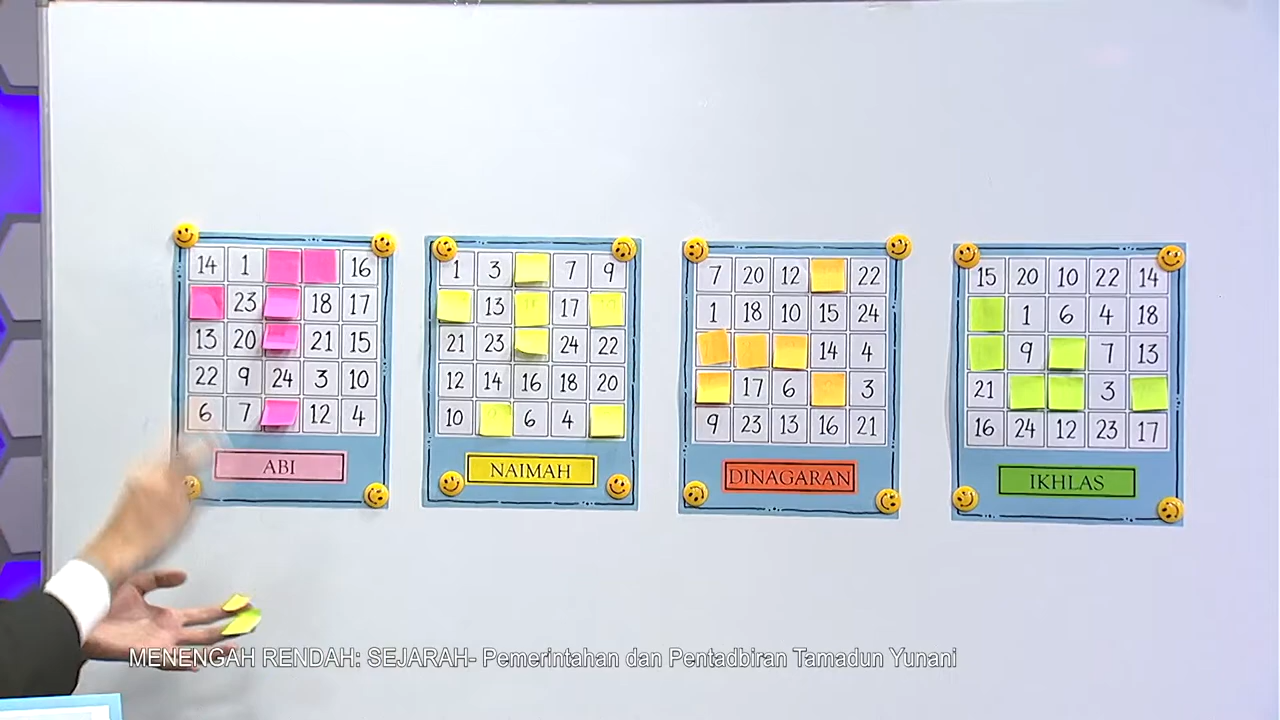 14 1 16
23 18 17
13 20 21 15
22 9 24 3 10
6 7 12 4
ABI
1 3 7 9
13 17
21 23 24 22
12 14 16 18 20
10 6 4
NAIMAH
7 20 12 22
1 18 10 15 24
14 4
17 6 3
9 23 13 16 21
DINAGARAN
15 20 10 22 14
1 6 4 18
9 7 13
21 3
16 24 12 23 17
IKHLAS
MENENGAH RENDAH: SEJARAH- Pemerintahan dan Pentadbiran Tamadun Yunani